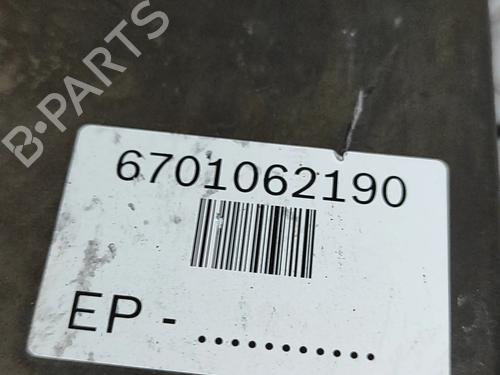 B-PARTS
6701062190
EP - ...........